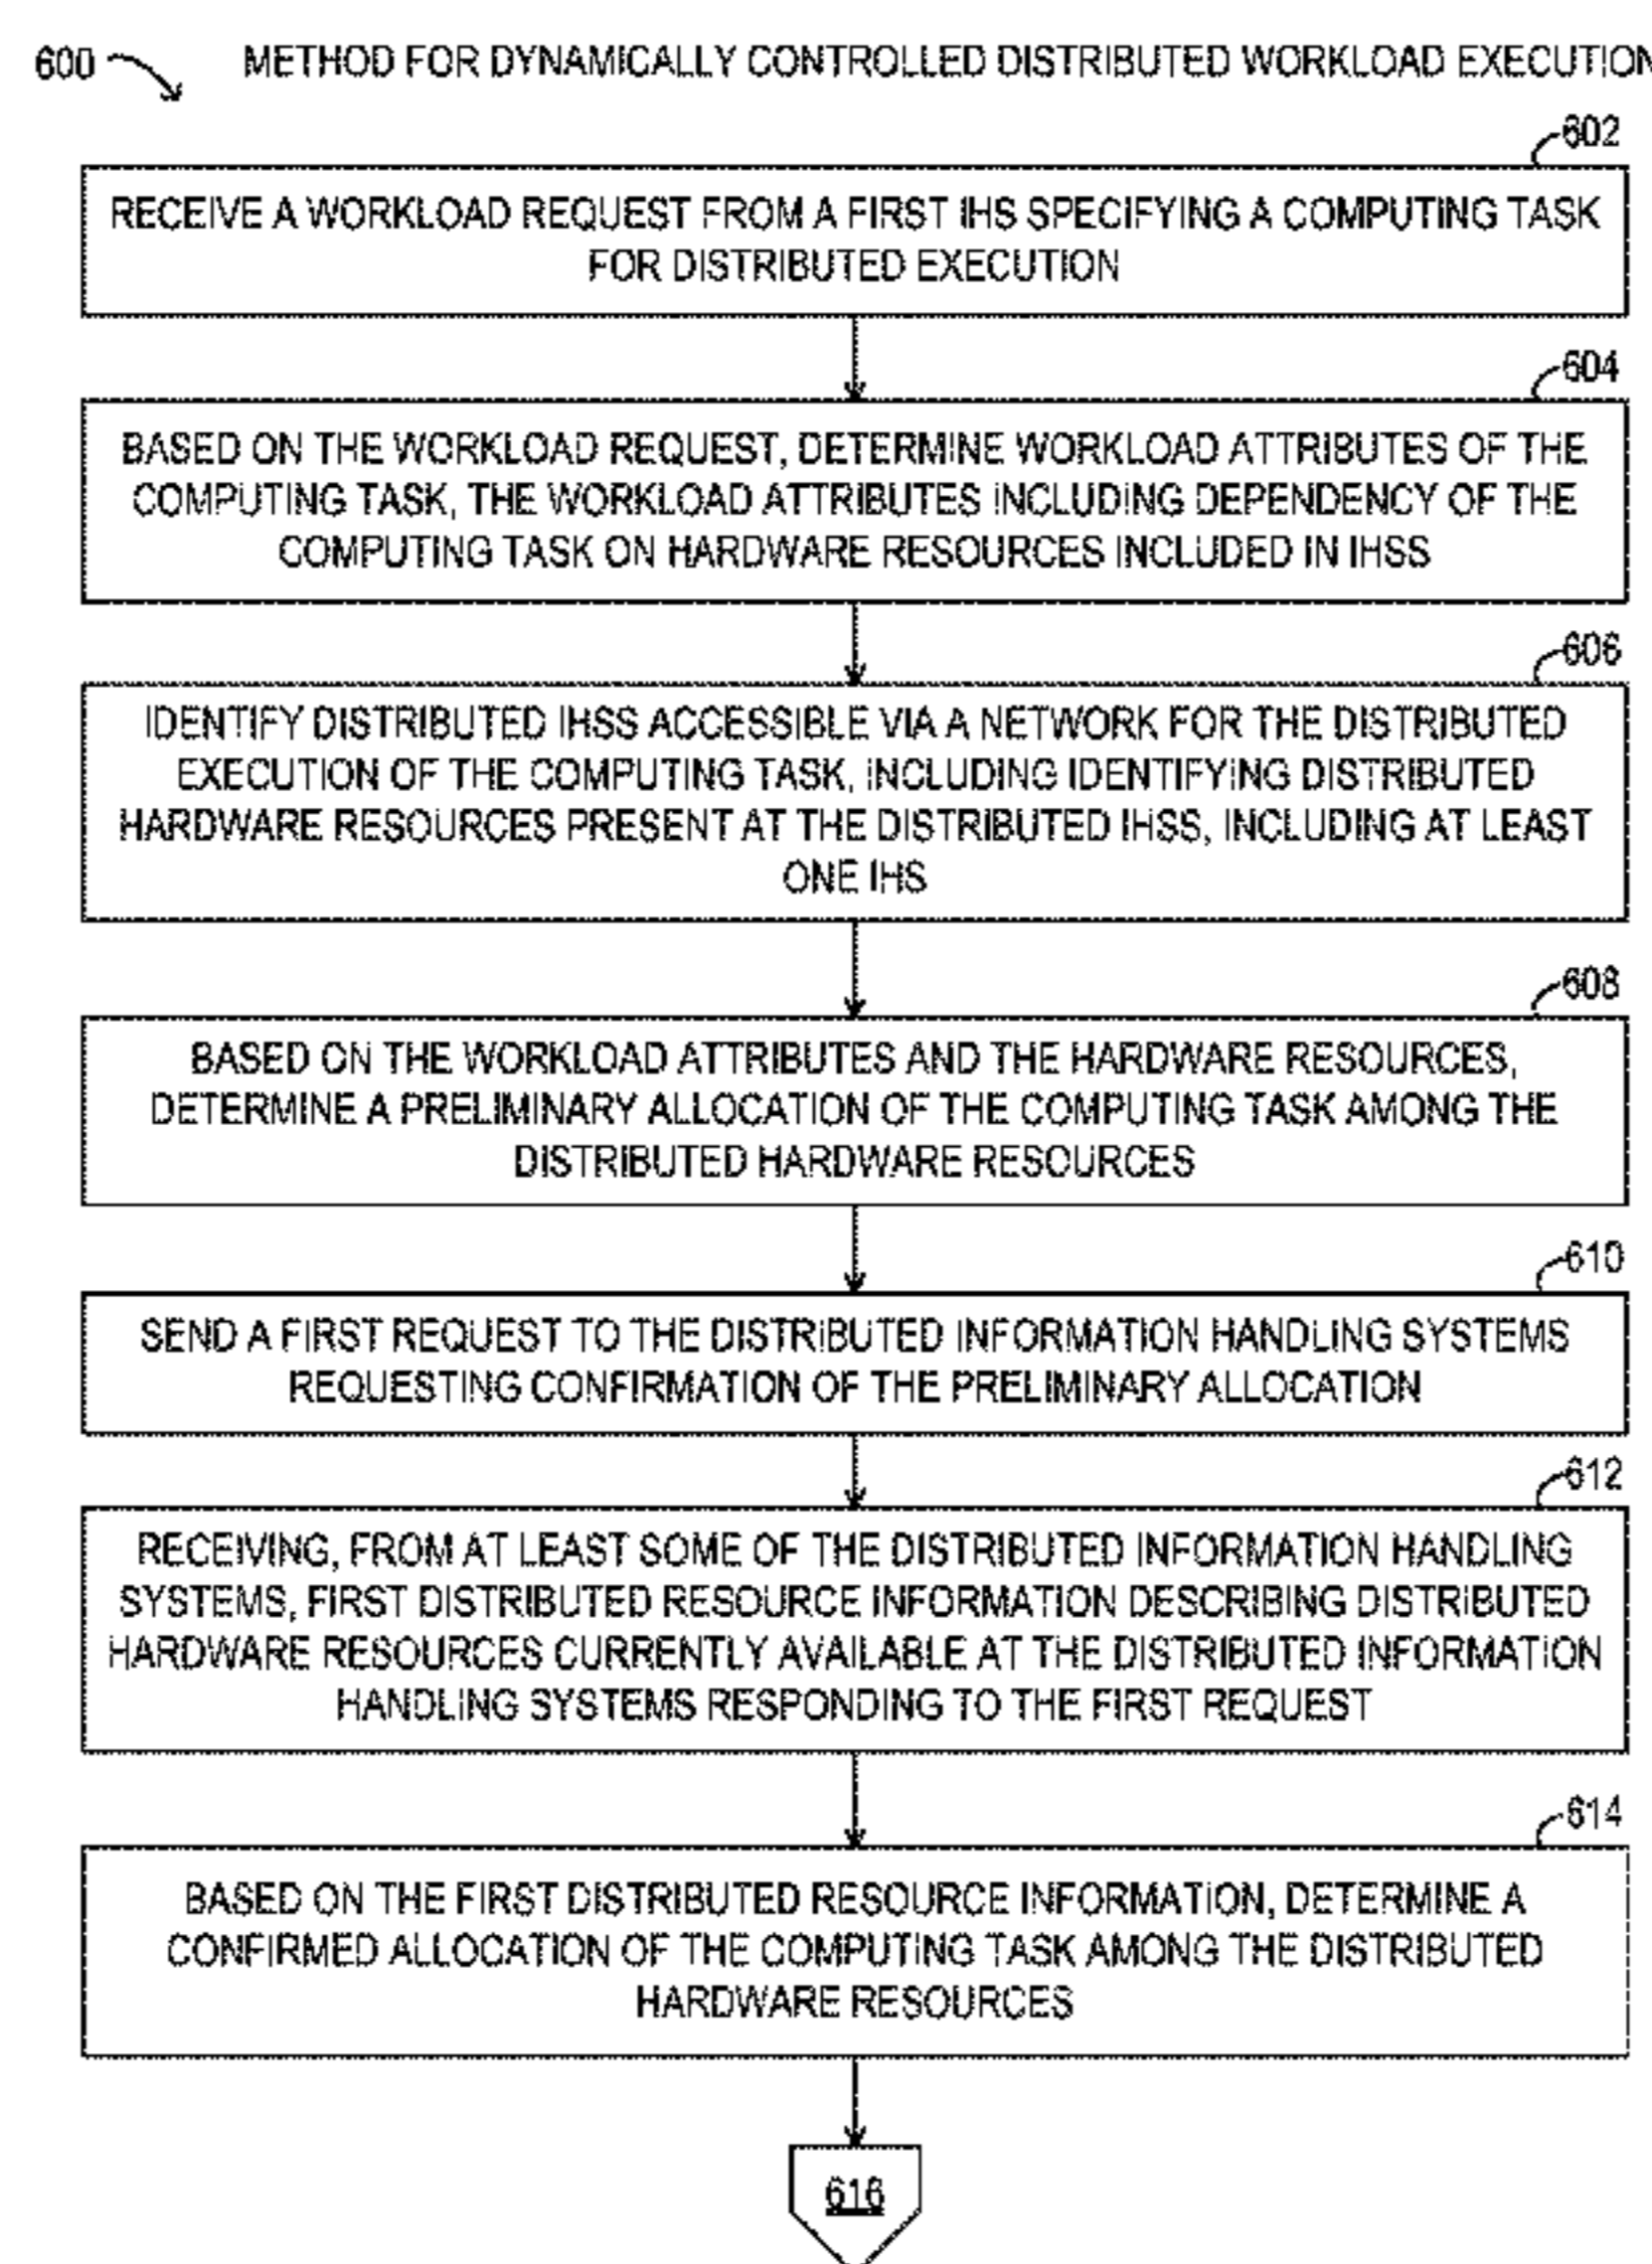 600
METHOD FOR DYNAMICALLY CONTROLLED DISTRIBUTED WORKLOAD EXECUTION
602
RECEIVE A WORKLOAD REQUEST FROM A FIRST IHS SPECIFYING A COMPUTING TASK
FOR DISTRIBUTED EXECUTION
604
BASED ON THE WORKLOAD REQUEST, DETERMINE WORKLOAD ATTRIBUTES OF THE
COMPUTING TASK, THE WORKLOAD ATTRIBUTES INCLUDING DEPENDENCY OF THE
COMPUTING TASK ON HARDWARE RESOURCES INCLUDED IN IHSS
606
IDENTIFY DISTRIBUTED IHSS ACCESSIBLE VIA A NETWORK FOR THE DISTRIBUTED
EXECUTION OF THE COMPUTING TASK, INCLUDING IDENTIFYING DISTRIBUTED
HARDWARE RESOURCES PRESENT AT THE DISTRIBUTED IHSS, INCLUDING AT LEAST
ONE IHS
608
BASED ON THE WORKLOAD ATTRIBUTES AND THE HARDWARE RESOURCES,
DETERMINE A PRELIMINARY ALLOCATION OF THE COMPUTING TASK AMONG THE
DISTRIBUTED HARDWARE RESOURCES
610
SEND A FIRST REQUEST TO THE DISTRIBUTED INFORMATION HANDLING SYSTEMS
REQUESTING CONFIRMATION OF THE PRELIMINARY ALLOCATION
612
RECEIVING, FROM AT LEAST SOME OF THE DISTRIBUTED INFORMATION HANDLING
SYSTEMS, FIRST DISTRIBUTED RESOURCE INFORMATION DESCRIBING DISTRIBUTED
HARDWARE RESOURCES CURRENTLY AVAILABLE AT THE DISTRIBUTED INFORMATION
HANDLING SYSTEMS RESPONDING TO THE FIRST REQUEST
614
BASED ON THE FIRST DISTRIBUTED RESOURCE INFORMATION, DETERMINE A
CONFIRMED ALLOCATION OF THE COMPUTING TASK AMONG THE DISTRIBUTED
HARDWARE RESOURCES
616